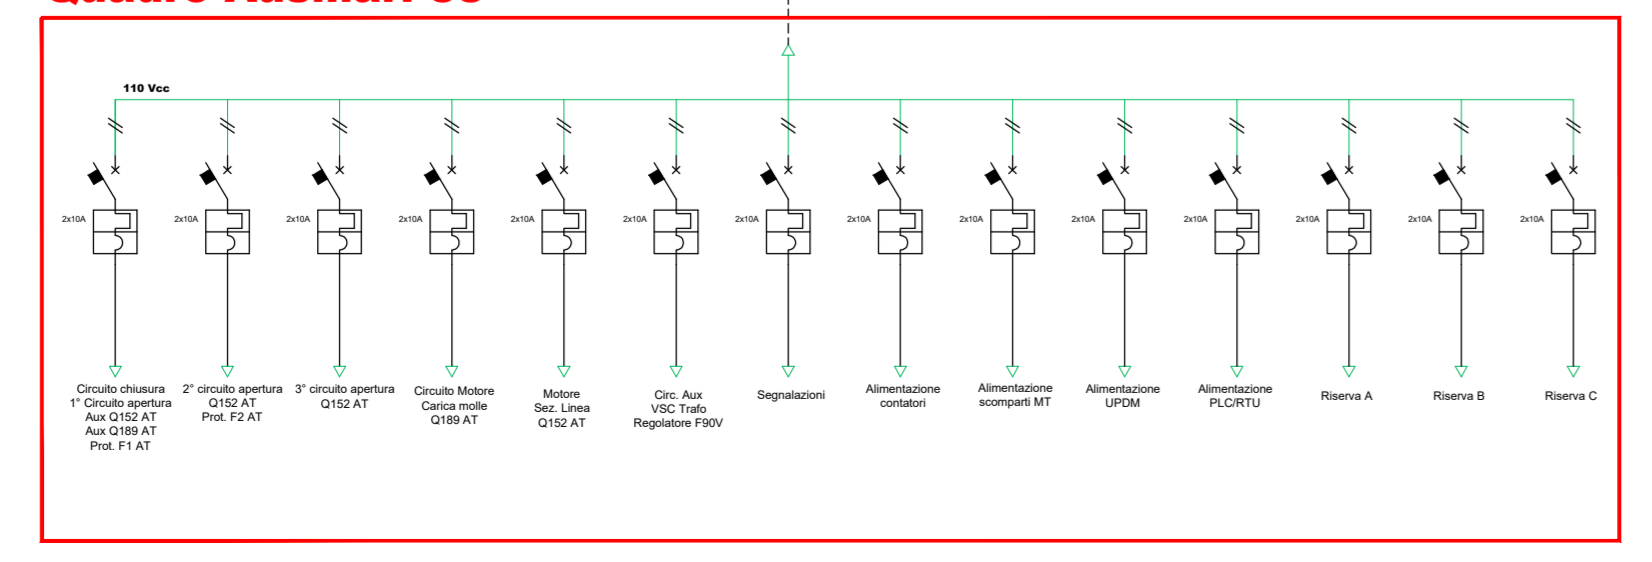 110 Vcc
2x10A
2x10A
2x10A
2x10A
2x10A
2x10A
2x10A
2x10A
2x10A
2x10A
2x10A
2x10A
2x10A
2x10A
Circuito chiusura
1° Circuito apertura
Aux Q152 AT
Aux Q189 AT
Prot. F1 AT
2° circuito apertura
Q152 AT
Prot. F2 AT
3° circuito apertura
Q152 AT
Circuito Motore
Carica molle
Q189 AT
Motore
Sez. Linea
Q152 AT
Circ. Aux
VSC Trafo
Regolatore F90V
Segnalazioni
Alimentazione
contatori
Alimentazione
scomparti MT
Alimentazione
UPDM
Alimentazione
PLC/RTU
Riserva A
Riserva B
Riserva C